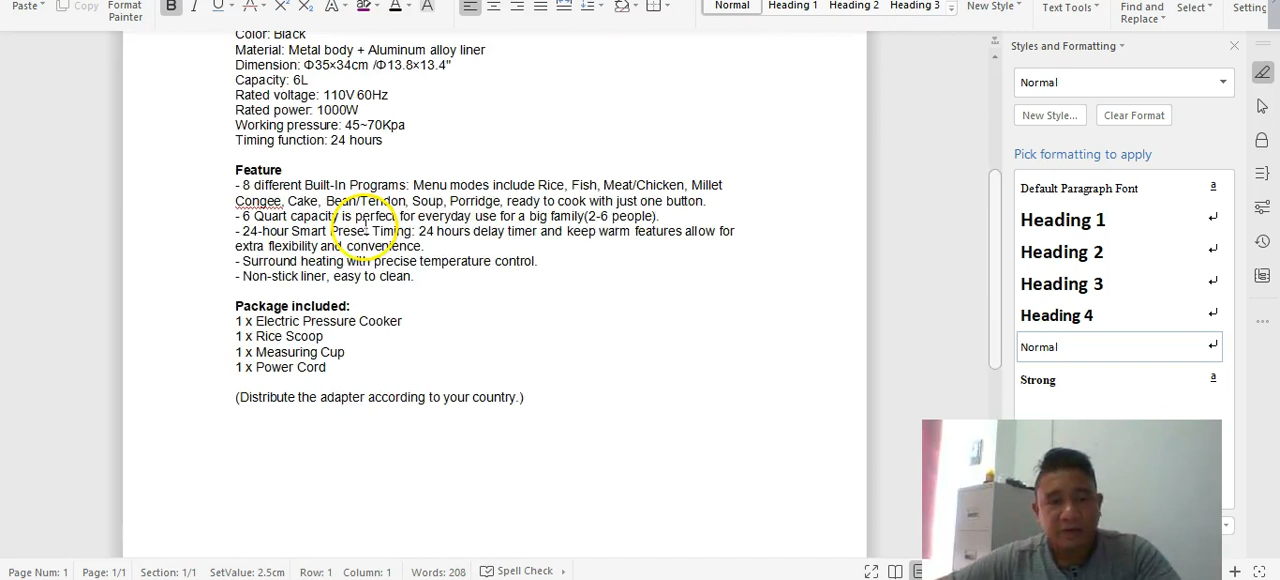 Paste
Copy
Format
Painter
B I U A X² X₂ A ab A A
Normal
Heading 1
Heading 2
Heading 3
New Style
Text Tools
Find and
Replace
Select
Setting
Color: Black
Material: Metal body + Aluminum alloy liner
Dimension: Φ35×34cm /Φ13.8×13.4"
Capacity: 6L
Rated voltage: 110V 60Hz
Rated power: 1000W
Working pressure: 45~70Kpa
Timing function: 24 hours
Feature
- 8 different Built-In Programs: Menu modes include Rice, Fish, Meat/Chicken, Millet
Congee, Cake, Bean/Tendon, Soup, Porridge, ready to cook with just one button.
- 6 Quart capacity is perfect for everyday use for a big family(2-6 people).
- 24-hour Smart Preset Timing: 24 hours delay timer and keep warm features allow for
extra flexibility and convenience.
- Surround heating with precise temperature control.
- Non-stick liner, easy to clean.
Package included:
1 x Electric Pressure Cooker
1 x Rice Scoop
1 x Measuring Cup
1 x Power Cord
(Distribute the adapter according to your country.)
Styles and Formatting
Normal
New Style...
Clear Format
Pick formatting to apply
Default Paragraph Font a
Heading 1
Heading 2
Heading 3
Heading 4
Normal
Strong a
Page Num: 1 Page: 1/1 Section: 1/1 SetValue: 2.5cm Row: 1 Column: 1 Words: 208 Spell Check